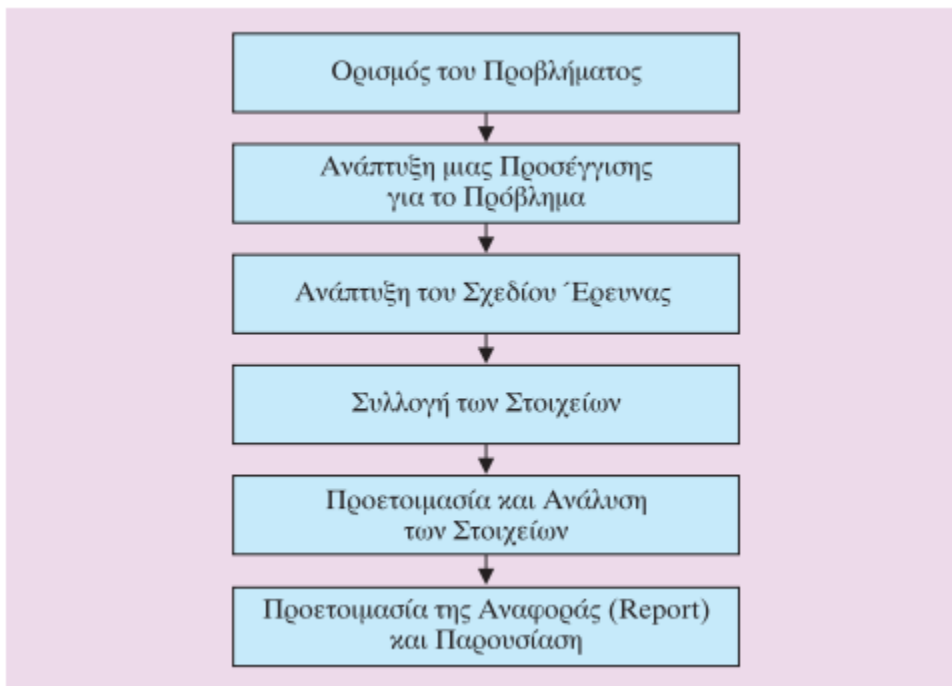 Ορισμός του Προβλήματος
Ανάπτυξη μιας Προσέγγισης
για το Πρόβλημα
Ανάπτυξη του Σχεδίου Έρευνας
Συλλογή των Στοιχείων
Προετοιμασία και Ανάλυση
των Στοιχείων
Προετοιμασία της Αναφοράς (Report)
και Παρουσίαση